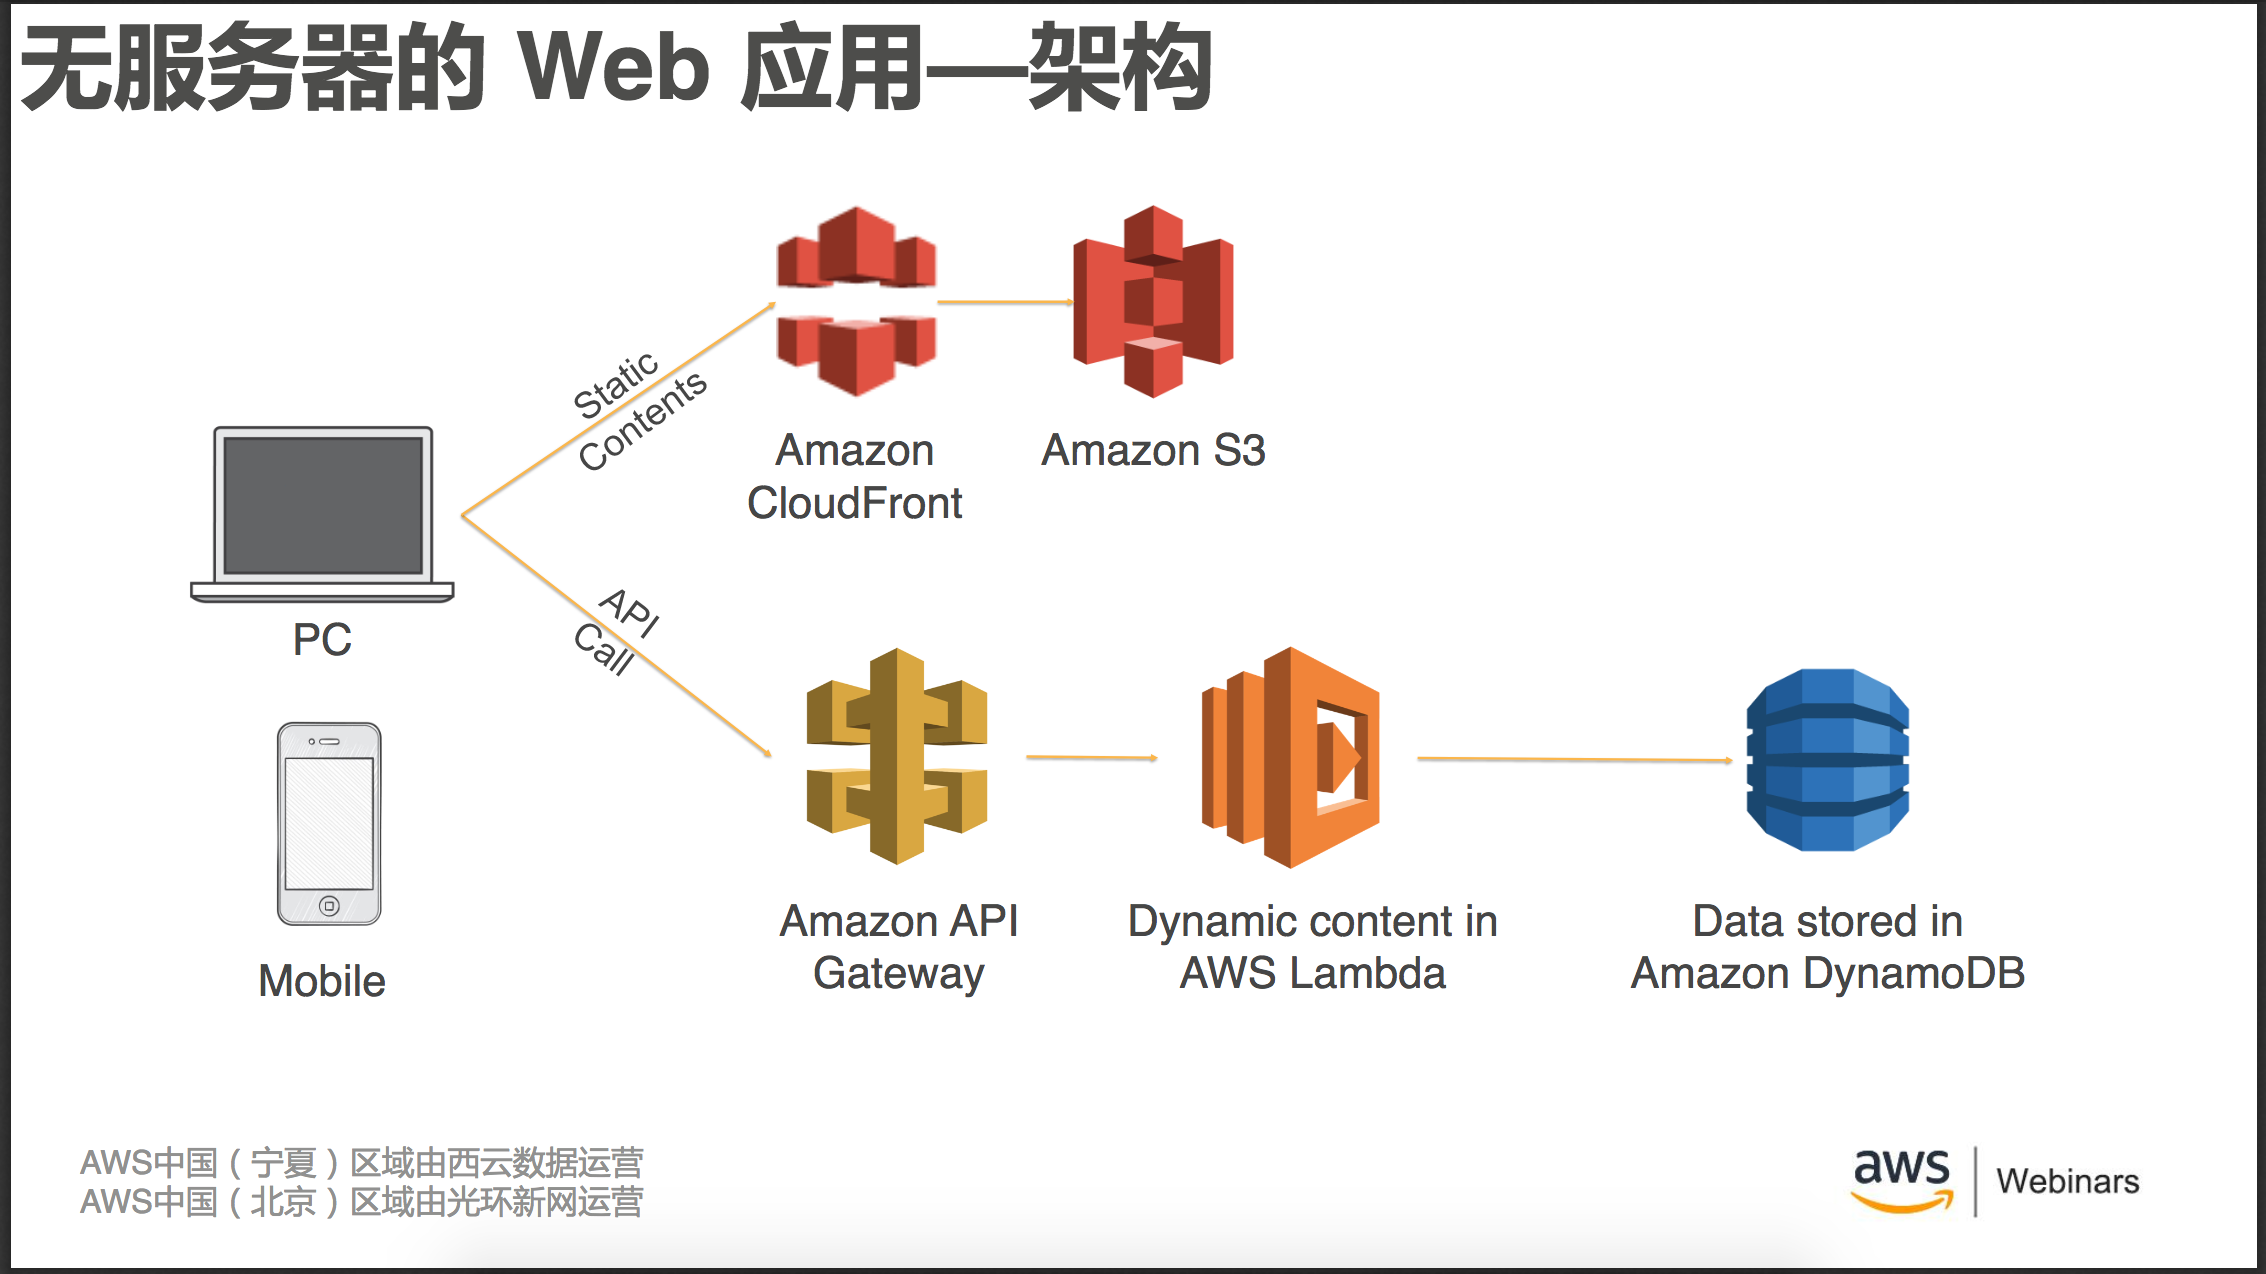 无服务器的 Web 应用—架构
Static
Contents
Amazon
CloudFront
Amazon S3
PC
API
Call
Mobile
Amazon API
Gateway
Dynamic content in
AWS Lambda
Data stored in
Amazon DynamoDB
AWS中国（宁夏）区域由西云数据运营
AWS中国（北京）区域由光环新网运营
aws
Webinars